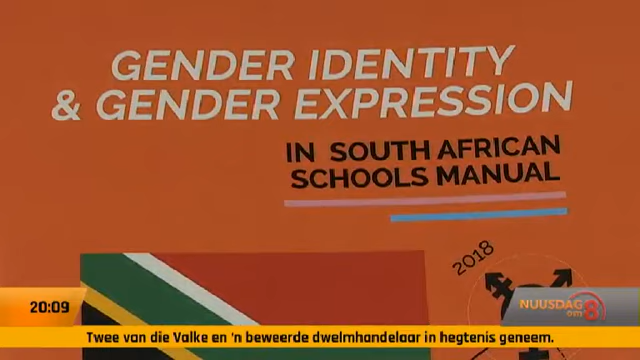 GENDER IDENTITY
& GENDER EXPRESSION
IN SOUTH AFRICAN
SCHOOLS MANUAL
2018
20:09
NUUSDAG
om 8
Twee van die Valke en 'n beweerde dwelmhandelaar in hegtenis geneem.